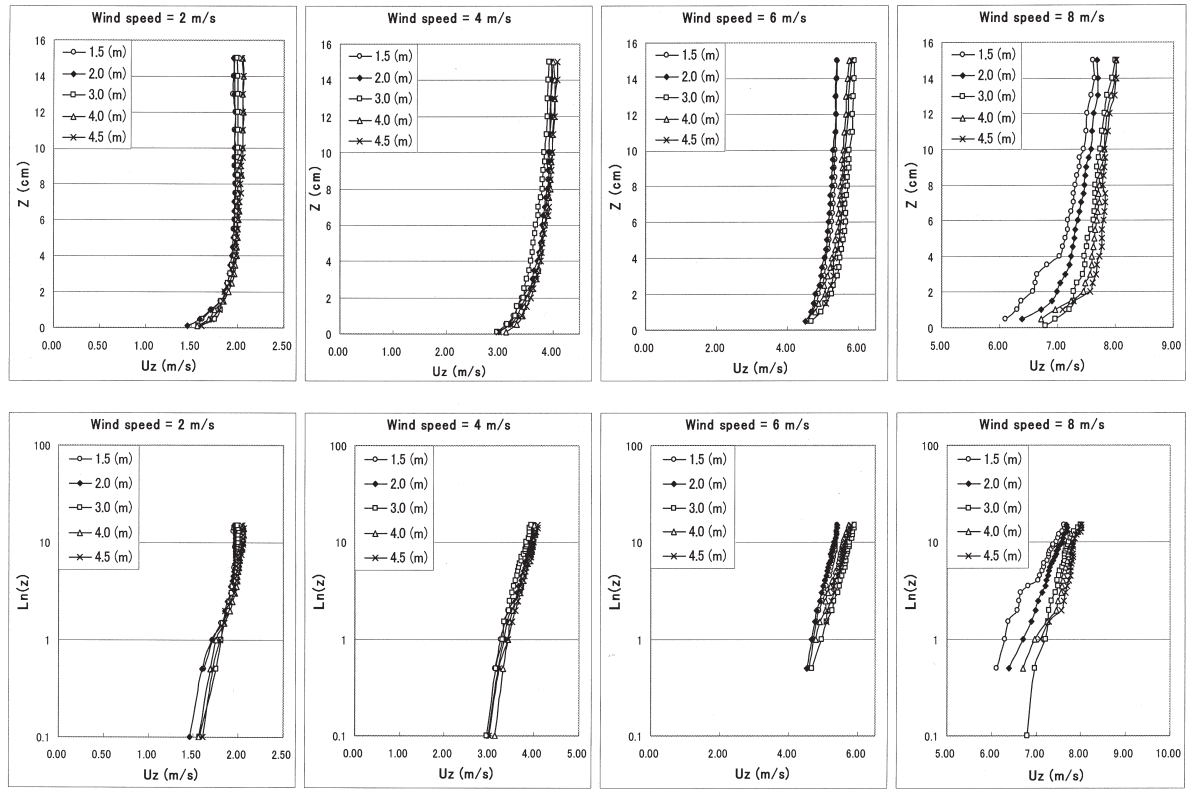 Wind speed = 2 m/s
16
14
12
10
8
6
4
2
0
Z (cm)
1.5 (m)
2.0 (m)
3.0 (m)
4.0 (m)
4.5 (m)
0.00 0.50 1.00 1.50 2.00 2.50
Uz (m/s)
Wind speed = 4 m/s
16
14
12
10
8
6
4
2
0
Z (cm)
1.5 (m)
2.0 (m)
3.0 (m)
4.0 (m)
4.5 (m)
0.00 1.00 2.00 3.00 4.00
Uz (m/s)
Wind speed = 6 m/s
16
14
12
10
8
6
4
2
0
Z (cm)
1.5 (m)
2.0 (m)
3.0 (m)
4.0 (m)
4.5 (m)
0.00 2.00 4.00 6.00
Uz (m/s)
Wind speed = 8 m/s
16
14
12
10
8
6
4
2
0
Z (cm)
1.5 (m)
2.0 (m)
3.0 (m)
4.0 (m)
4.5 (m)
5.00 6.00 7.00 8.00 9.00
Uz (m/s)
Wind speed = 2 m/s
100
10
1
0.1
Ln(z)
1.5 (m)
2.0 (m)
3.0 (m)
4.0 (m)
4.5 (m)
0.00 0.50 1.00 1.50 2.00 2.50
Uz (m/s)
Wind speed = 4 m/s
100
10
1
0.1
Ln(z)
1.5 (m)
2.0 (m)
3.0 (m)
4.0 (m)
4.5 (m)
0.00 1.00 2.00 3.00 4.00 5.00
Uz (m/s)
Wind speed = 6 m/s
100
10
1
0.1
Ln(z)
1.5 (m)
2.0 (m)
3.0 (m)
4.0 (m)
4.5 (m)
0.00 2.00 4.00 6.00
Uz (m/s)
Wind speed = 8 m/s
100
10
1
0.1
Ln(z)
1.5 (m)
2.0 (m)
3.0 (m)
4.0 (m)
4.5 (m)
5.00 6.00 7.00 8.00 9.00 10.00
Uz (m/s)